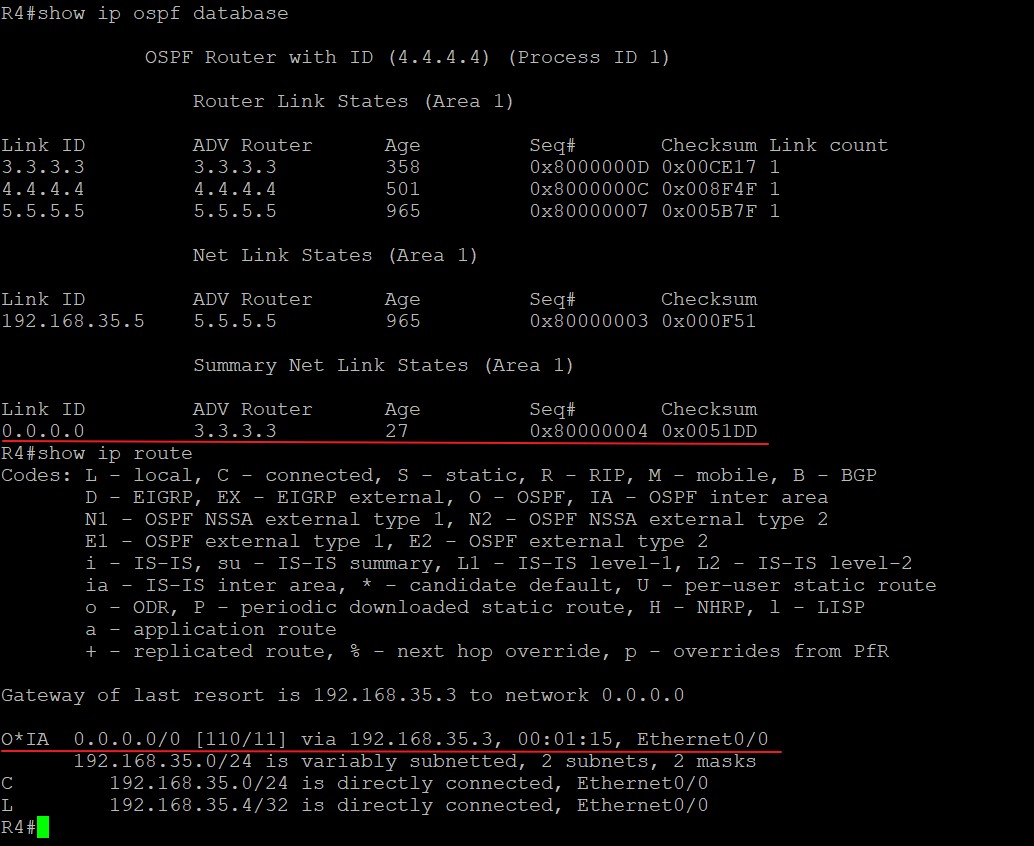 R4#show ip ospf database
OSPF Router with ID (4.4.4.4) (Process ID 1)
Router Link States (Area 1)
Link ID ADV Router Age Seq# Checksum Link count
3.3.3.3 3.3.3.3 358 0x8000000D 0x00CE17 1
4.4.4.4 4.4.4.4 501 0x8000000C 0x008F4F 1
5.5.5.5 5.5.5.5 965 0x80000007 0x005B7F 1
Net Link States (Area 1)
Link ID ADV Router Age Seq# Checksum
192.168.35.5 5.5.5.5 965 0x80000003 0x000F51
Summary Net Link States (Area 1)
Link ID ADV Router Age Seq# Checksum
0.0.0.0 3.3.3.3 27 0x80000004 0x0051DD
R4#show ip route
Codes: L - local, C - connected, S - static, R - RIP, M - mobile, B - BGP
D - EIGRP, EX - EIGRP external, O - OSPF, IA - OSPF inter area
N1 - OSPF NSSA external type 1, N2 - OSPF NSSA external type 2
E1 - OSPF external type 1, E2 - OSPF external type 2
i - IS-IS, su - IS-IS summary, L1 - IS-IS level-1, L2 - IS-IS level-2
ia - IS-IS inter area, * - candidate default, U - per-user static route
o - ODR, P - periodic downloaded static route, H - NHRP, l - LISP
a - application route
+ - replicated route, % - next hop override, p - overrides from PfR
Gateway of last resort is 192.168.35.3 to network 0.0.0.0
O*IA 0.0.0.0/0 [110/11] via 192.168.35.3, 00:01:15, Ethernet0/0
192.168.35.0/24 is variably subnetted, 2 subnets, 2 masks
C 192.168.35.0/24 is directly connected, Ethernet0/0
L 192.168.35.4/32 is directly connected, Ethernet0/0
R4#